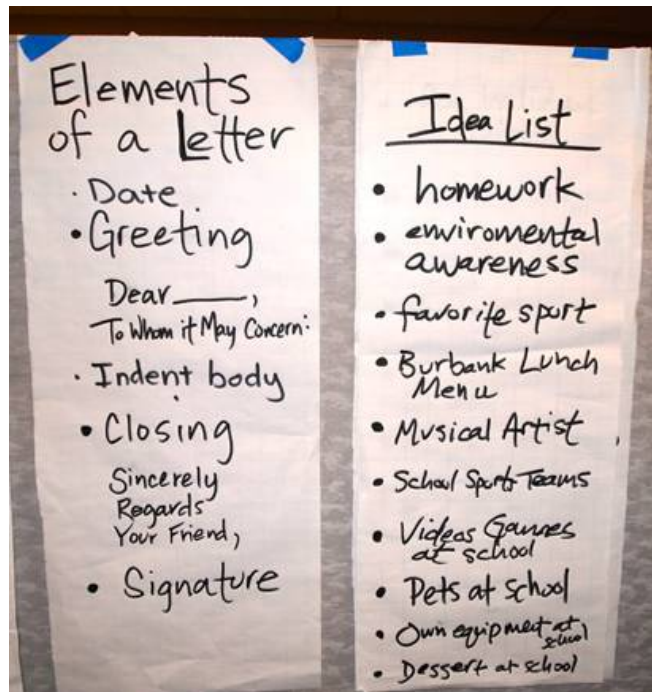 Elements
of a Letter
· Date
• Greeting
Dear_____,
To Whom it May Concern:
· Indent body
• Closing
Sincerely
Regards
Your Friend,
• Signature
Idea List
• homework
• enviromental
awareness
• favorite sport
• Burbank Lunch
Menu
• Musical Artist
• School Sports Teams
• Videos Games
at school
• Pets at school
• Own equipment at
school
• Dessert at school